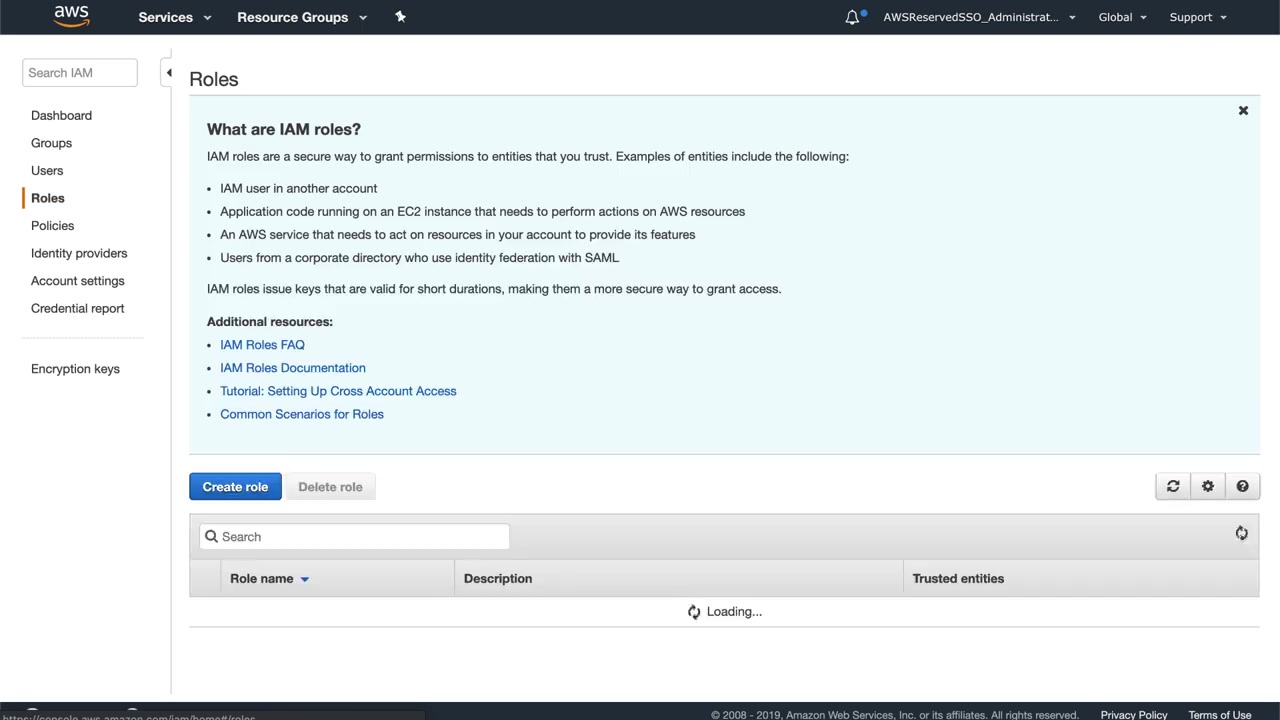 aws
Services
Resource Groups
AWSReservedSSO_Administrat...
Global
Support
Search IAM
Dashboard
Groups
Users
Roles
Policies
Identity providers
Account settings
Credential report
Encryption keys
Roles
What are IAM roles?
IAM roles are a secure way to grant permissions to entities that you trust. Examples of entities include the following:
• IAM user in another account
• Application code running on an EC2 instance that needs to perform actions on AWS resources
• An AWS service that needs to act on resources in your account to provide its features
• Users from a corporate directory who use identity federation with SAML
IAM roles issue keys that are valid for short durations, making them a more secure way to grant access.
Additional resources:
• IAM Roles FAQ
• IAM Roles Documentation
• Tutorial: Setting Up Cross Account Access
• Common Scenarios for Roles
Create role
Delete role
Search
Role name
Description
Trusted entities
Loading...
https://console.aws.amazon.com/iam/home#/roles
© 2008 - 2019, Amazon Web Services, Inc. or its affiliates. All rights reserved.
Privacy Policy
Terms of Use